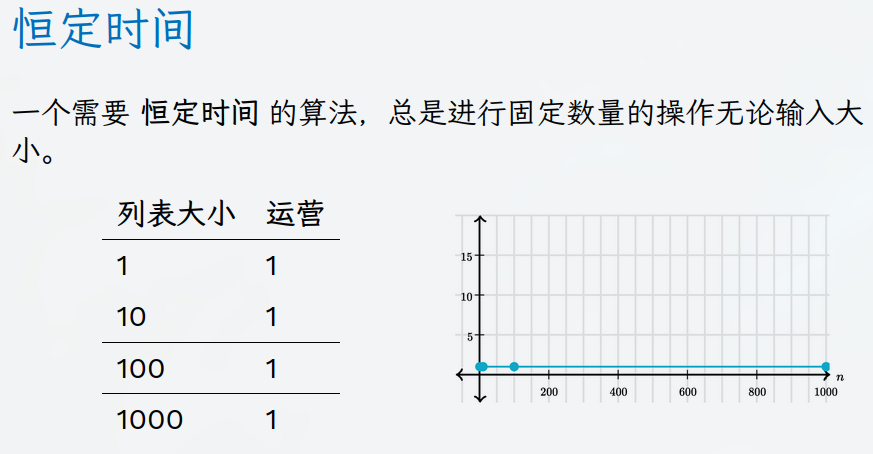 恒定时间
一个需要 恒定时间 的算法，总是进行固定数量的操作无论输入大
小。
列表大小 运营
1 1
10 1
100 1
1000 1
15
10
5
200 400 600 800 1000 n